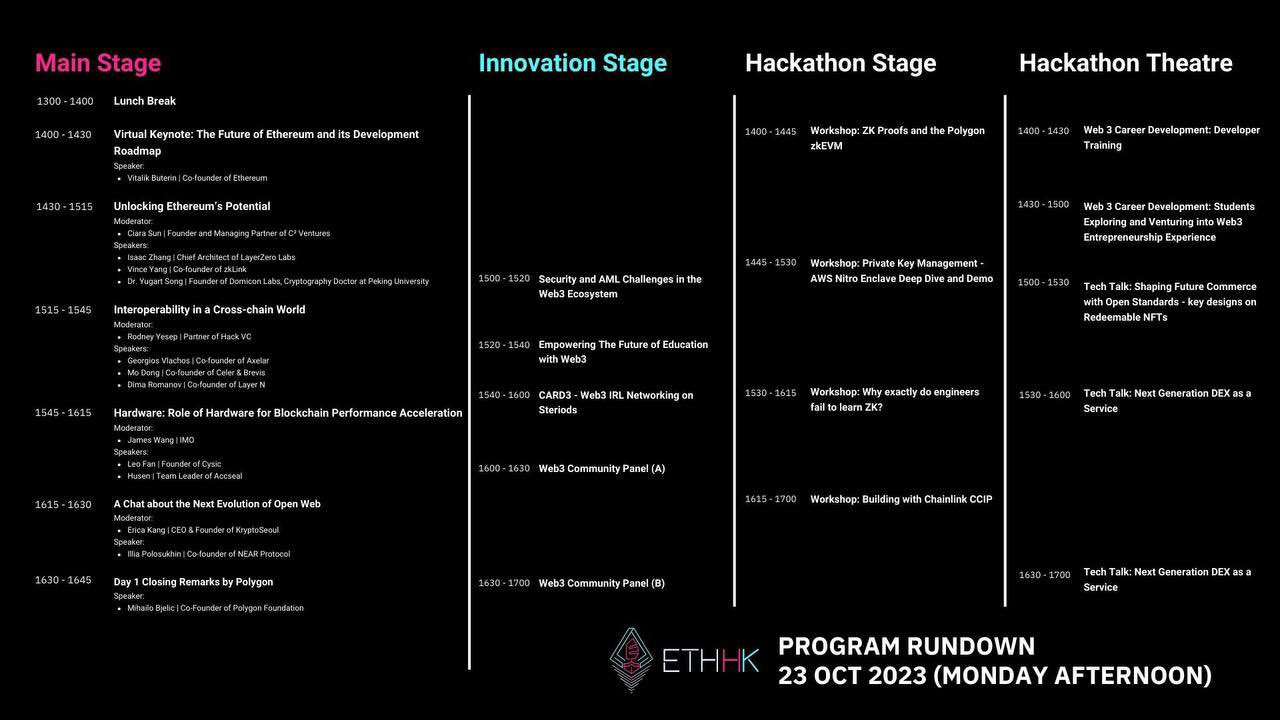 Main Stage
1300 - 1400
Lunch Break
1400 - 1430
Virtual Keynote: The Future of Ethereum and its Development
Roadmap
Speaker:
• Vitalik Buterin | Co-founder of Ethereum
1430 - 1515
Unlocking Ethereum's Potential
Moderator:
• Ciara Sun | Founder and Managing Partner of C² Ventures
Speakers:
• Isaac Zhang | Chief Architect of LayerZero Labs
• Vince Yang | Co-founder of zkLink
• Dr. Yugart Song | Founder of Domicon Labs, Cryptography Doctor at Peking University
1515 - 1545
Interoperability in a Cross-chain World
Moderator:
• Rodney Yesep | Partner of Hack VC
Speakers:
• Georgios Vlachos | Co-founder of Axelar
• Mo Dong | Co-founder of Celer & Brevis
• Dima Romanov | Co-founder of Layer N
1545 - 1615
Hardware: Role of Hardware for Blockchain Performance Acceleration
Moderator:
• James Wang | IMO
Speakers:
• Leo Fan | Founder of Cysic
• Husen | Team Leader of Accseal
1615 - 1630
A Chat about the Next Evolution of Open Web
Moderator:
• Erica Kang | CEO & Founder of KryptoSeoul
Speaker:
• Illia Polosukhin | Co-founder of NEAR Protocol
1630 - 1645
Day 1 Closing Remarks by Polygon
Speaker:
• Mihailo Bjelic | Co-Founder of Polygon Foundation
Innovation Stage
1500 - 1520
Security and AML Challenges in the
Web3 Ecosystem
1520 - 1540
Empowering The Future of Education
with Web3
1540 - 1600
CARD3 - Web3 IRL Networking on
Steriods
1600 - 1630
Web3 Community Panel (A)
1630 - 1700
Web3 Community Panel (B)
Hackathon Stage
1400 - 1445
Workshop: ZK Proofs and the Polygon
zkEVM
1445 - 1530
Workshop: Private Key Management -
AWS Nitro Enclave Deep Dive and Demo
1530 - 1615
Workshop: Why exactly do engineers
fail to learn ZK?
1615 - 1700
Workshop: Building with Chainlink CCIP
Hackathon Theatre
1400 - 1430
Web 3 Career Development: Developer
Training
1430 - 1500
Web 3 Career Development: Students
Exploring and Venturing into Web3
Entrepreneurship Experience
1500 - 1530
Tech Talk: Shaping Future Commerce
with Open Standards - key designs on
Redeemable NFTs
1530 - 1600
Tech Talk: Next Generation DEX as a
Service
1630 - 1700
Tech Talk: Next Generation DEX as a
Service
ETHHK
PROGRAM RUNDOWN
23 OCT 2023 (MONDAY AFTERNOON)